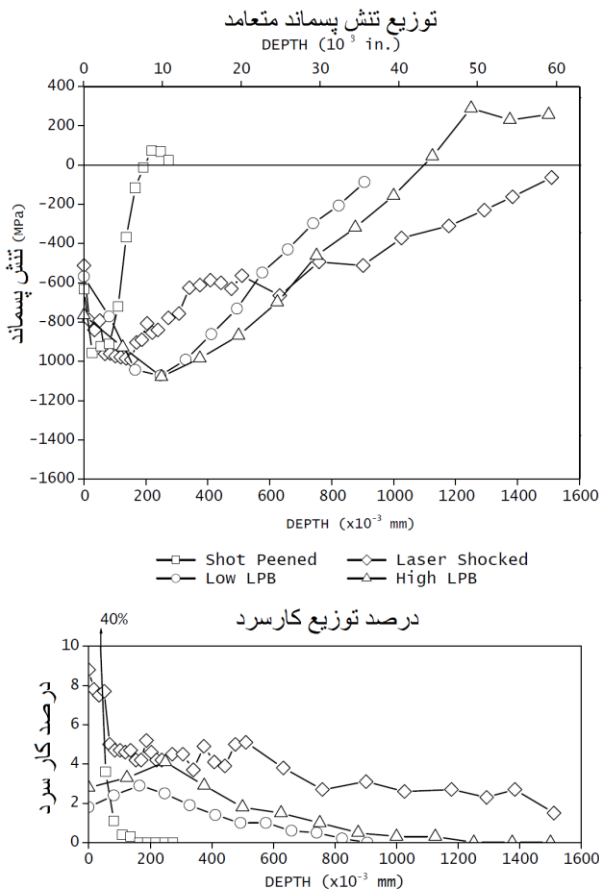 توزیع تنش پسماند متعامد
DEPTH (10³ in.)
0 10 20 30 40 50 60
400
200
0
-200
-400
-600
-800
-1000
-1200
-1400
-1600
تنش پسماند (MPa)
0 200 400 600 800 1000 1200 1400 1600
DEPTH (x10⁻³ mm)
Shot Peened Laser Shocked
Low LPB High LPB
درصد توزیع کارسرد
40%
10
8
6
4
2
0
درصد کار سرد
0 200 400 600 800 1000 1200 1400 1600
DEPTH (x10⁻³ mm)